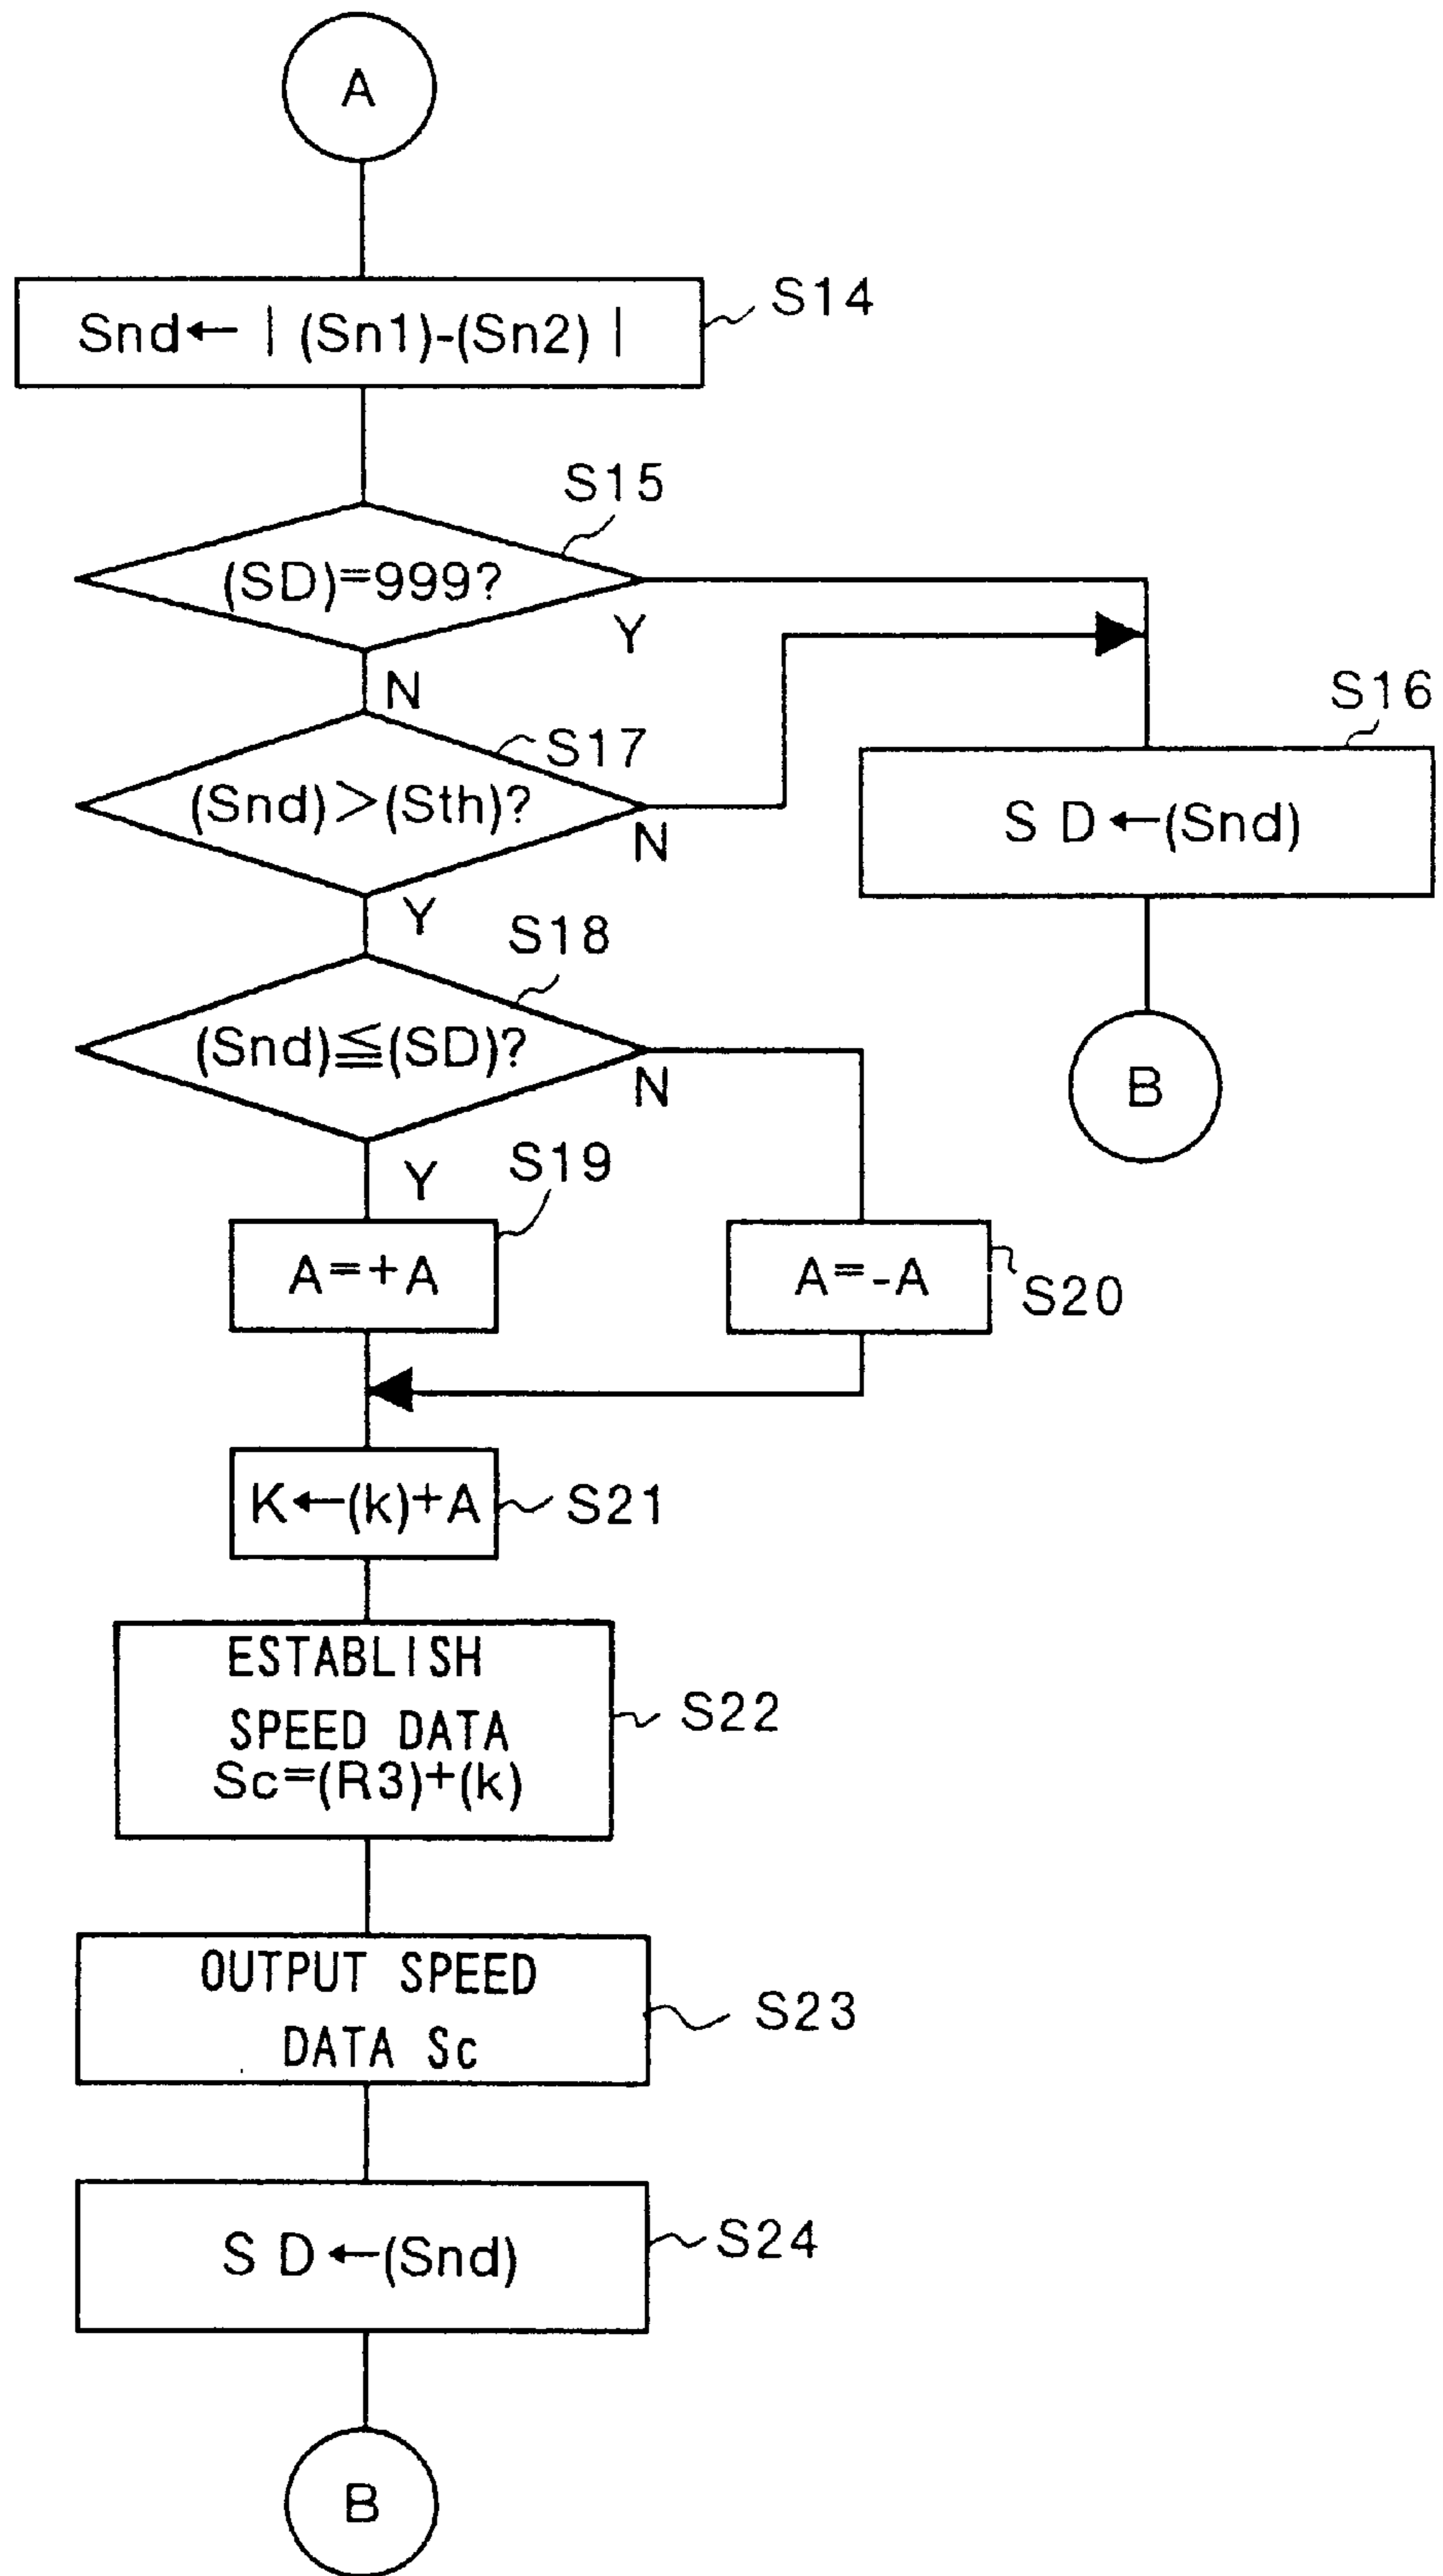 A
Snd← | (Sn1)-(Sn2) |
S14
S15
(SD)=999?
Y
N
S16
S17
(Snd)>(Sth)?
N
S D←(Snd)
Y
S18
(Snd)≦(SD)?
N
B
Y
S19
A=+A
A=-A
S20
K←(k)+A
S21
ESTABLISH
SPEED DATA
Sc=(R3)+(k)
S22
OUTPUT SPEED
DATA Sc
S23
S D←(Snd)
S24
B